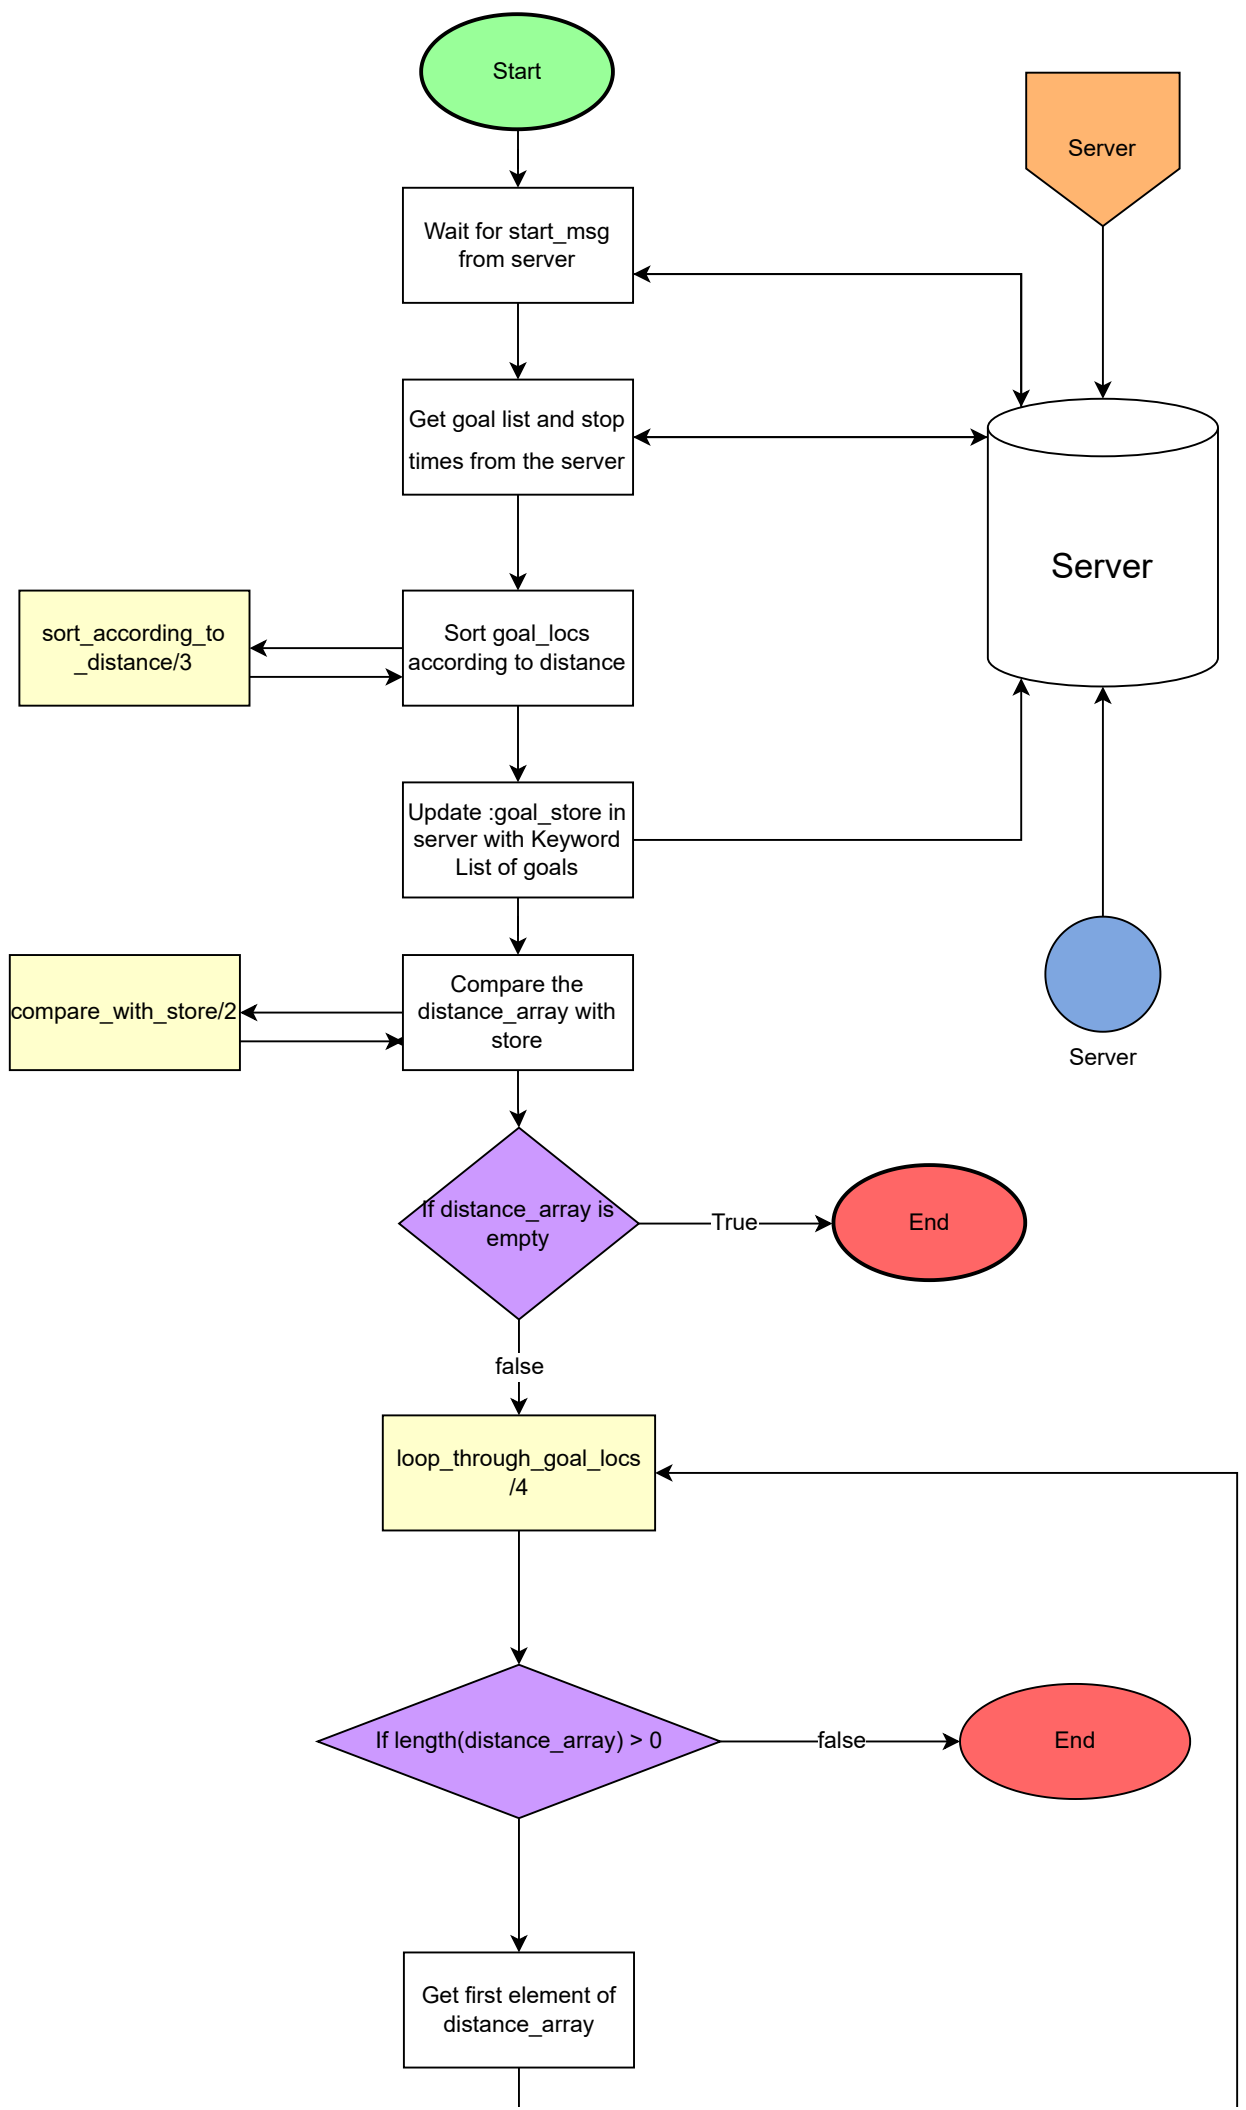 Start
Server
Wait for start_msg
from server
Get goal list and stop
times from the server
Server
sort_according_to
_distance/3
Sort goal_locs
according to distance
Update :goal_store in
server with Keyword
List of goals
compare_with_store/2
Compare the
distance_array with
store
Server
If distance_array is
empty
True
End
false
loop_through_goal_locs
/4
If length(distance_array) > 0
false
End
Get first element of
distance_array